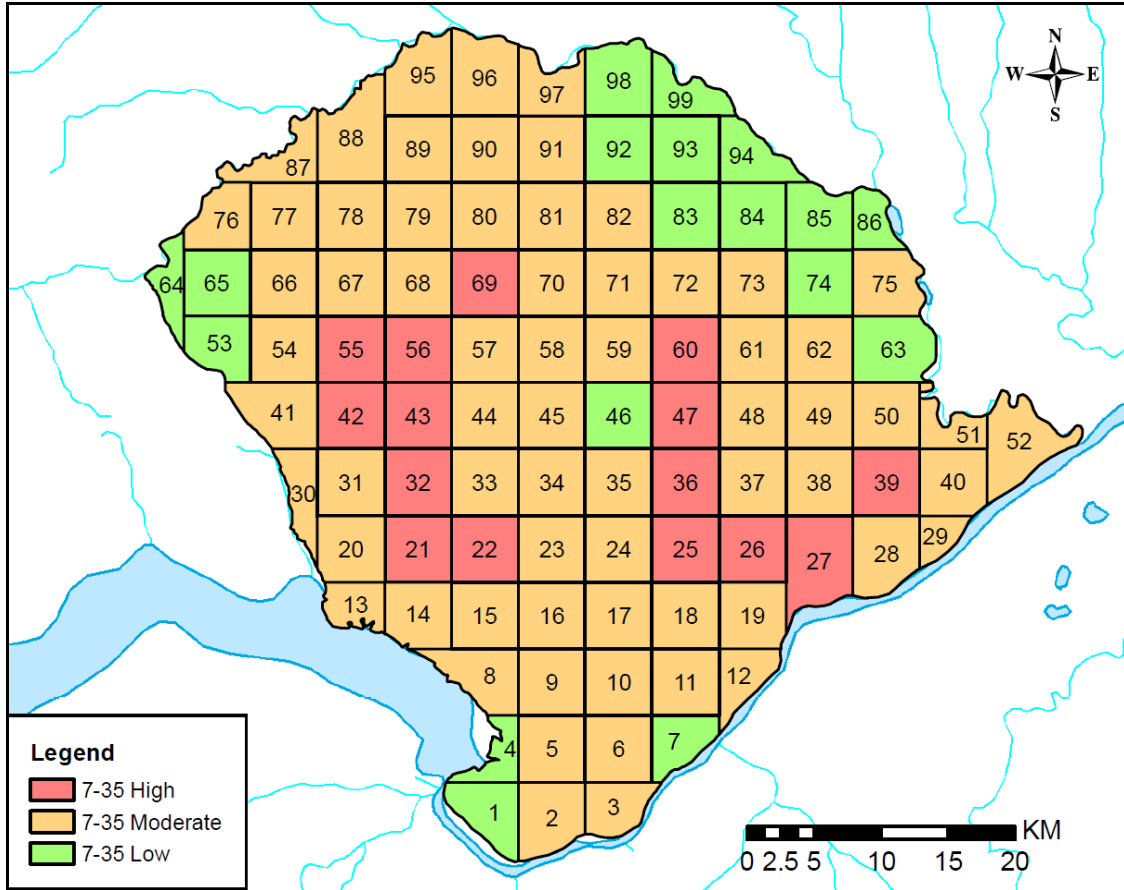 N
W E
S
95 96 97 98 99
87 88 89 90 91 92 93 94
76 77 78 79 80 81 82 83 84 85 86
64 65 66 67 68 69 70 71 72 73 74 75
53 54 55 56 57 58 59 60 61 62 63
41 42 43 44 45 46 47 48 49 50 51 52
30 31 32 33 34 35 36 37 38 39 40
20 21 22 23 24 25 26 27 28 29
13 14 15 16 17 18 19
8 9 10 11 12
4 5 6 7
1 2 3
Legend
7-35 High
7-35 Moderate
7-35 Low
KM
0 2.5 5 10 15 20